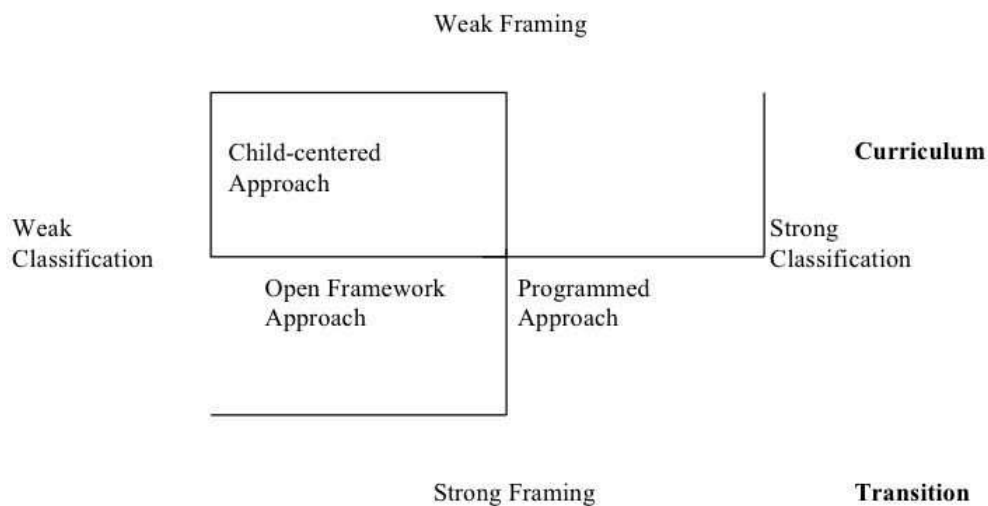 Weak Framing
Child-centered
Approach
Curriculum
Weak
Classification
Strong
Classification
Open Framework
Approach
Programmed
Approach
Strong Framing
Transition